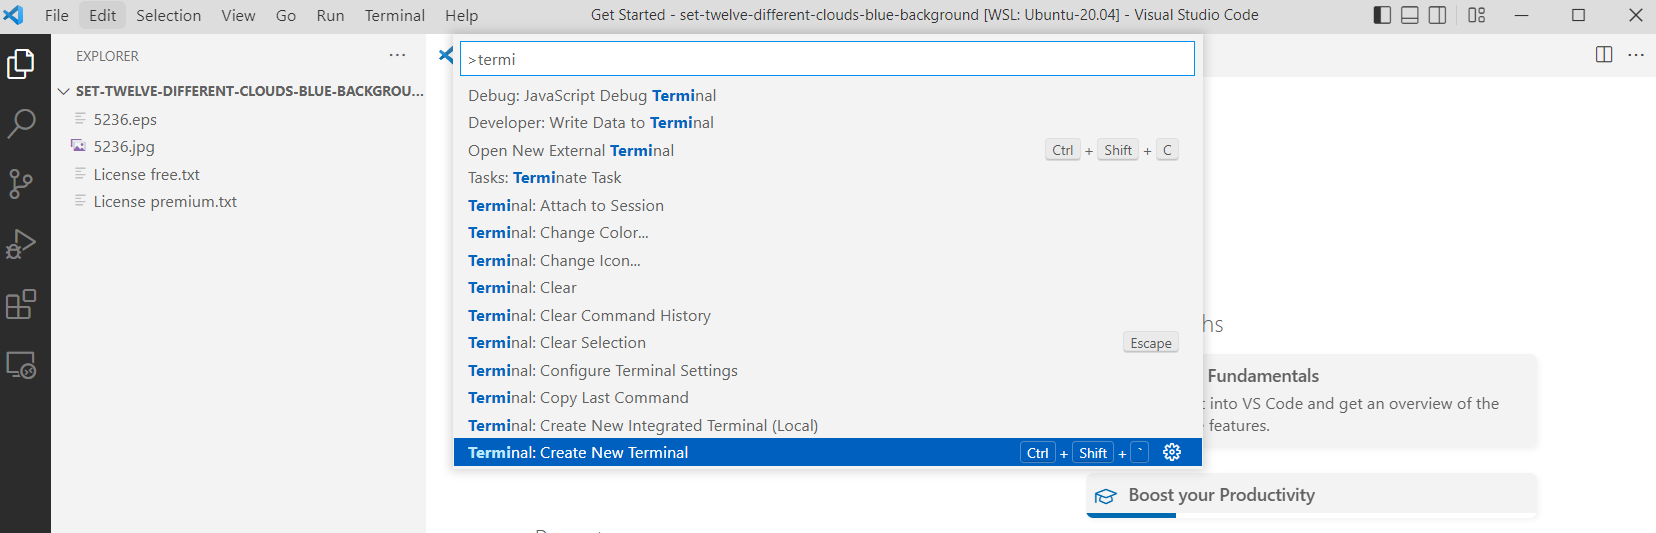 File Edit Selection View Go Run Terminal Help
Get Started - set-twelve-different-clouds-blue-background [WSL: Ubuntu-20.04] - Visual Studio Code
EXPLORER
SET-TWELVE-DIFFERENT-CLOUDS-BLUE-BACKGROU...
5236.eps
5236.jpg
License free.txt
License premium.txt
>termi
Debug: JavaScript Debug Terminal
Developer: Write Data to Terminal
Open New External Terminal Ctrl + Shift + C
Tasks: Terminate Task
Terminal: Attach to Session
Terminal: Change Color...
Terminal: Change Icon...
Terminal: Clear
Terminal: Clear Command History
Terminal: Clear Selection Escape
Terminal: Configure Terminal Settings
Terminal: Copy Last Command
Terminal: Create New Integrated Terminal (Local)
Terminal: Create New Terminal Ctrl + Shift + `
hs
Fundamentals
t into VS Code and get an overview of the
features.
Boost your Productivity